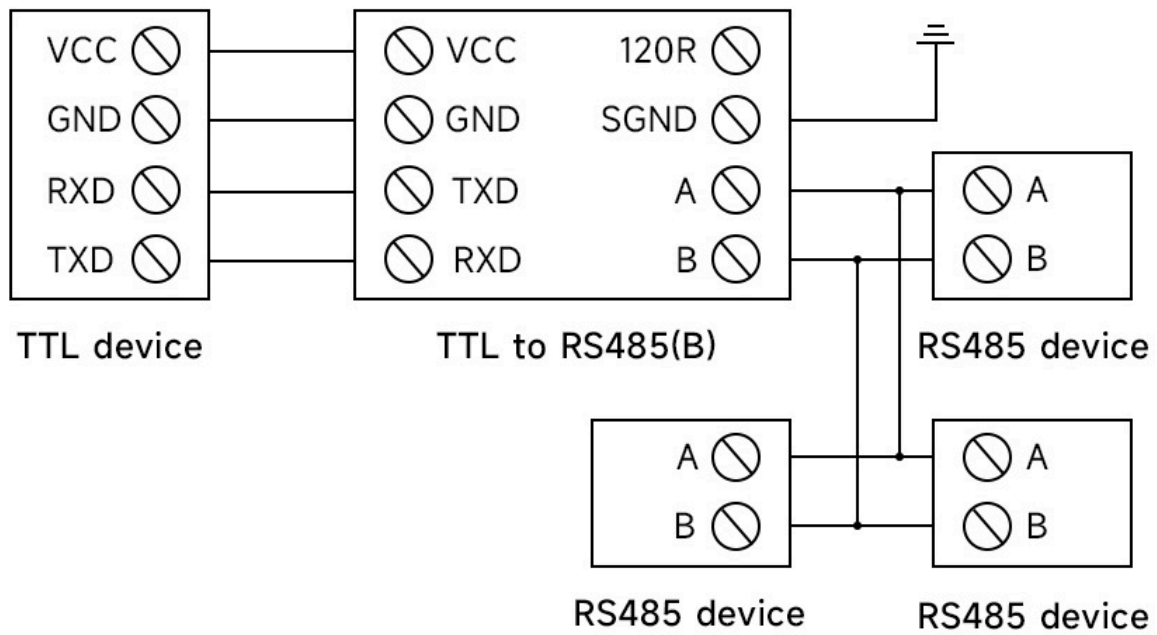 VCC VCC 120R
GND GND SGND
RXD TXD A A
TXD RXD B B
TTL device TTL to RS485(B) RS485 device
A A
B B
RS485 device RS485 device